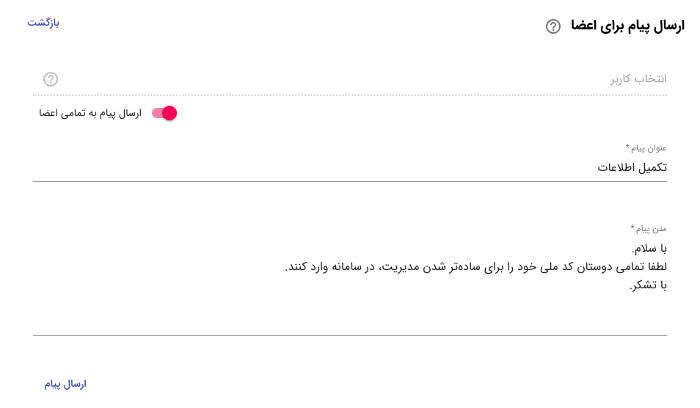 ارسال پیام برای اعضا
بازگشت
انتخاب کاربر
ارسال پیام به تمامی اعضا
عنوان پیام *
تکمیل اطلاعات
متن پیام *
با سلام.
لطفا تمامی دوستان کد ملی خود را برای ساده‌تر شدن مدیریت، در سامانه وارد کنند.
با تشکر.
ارسال پیام